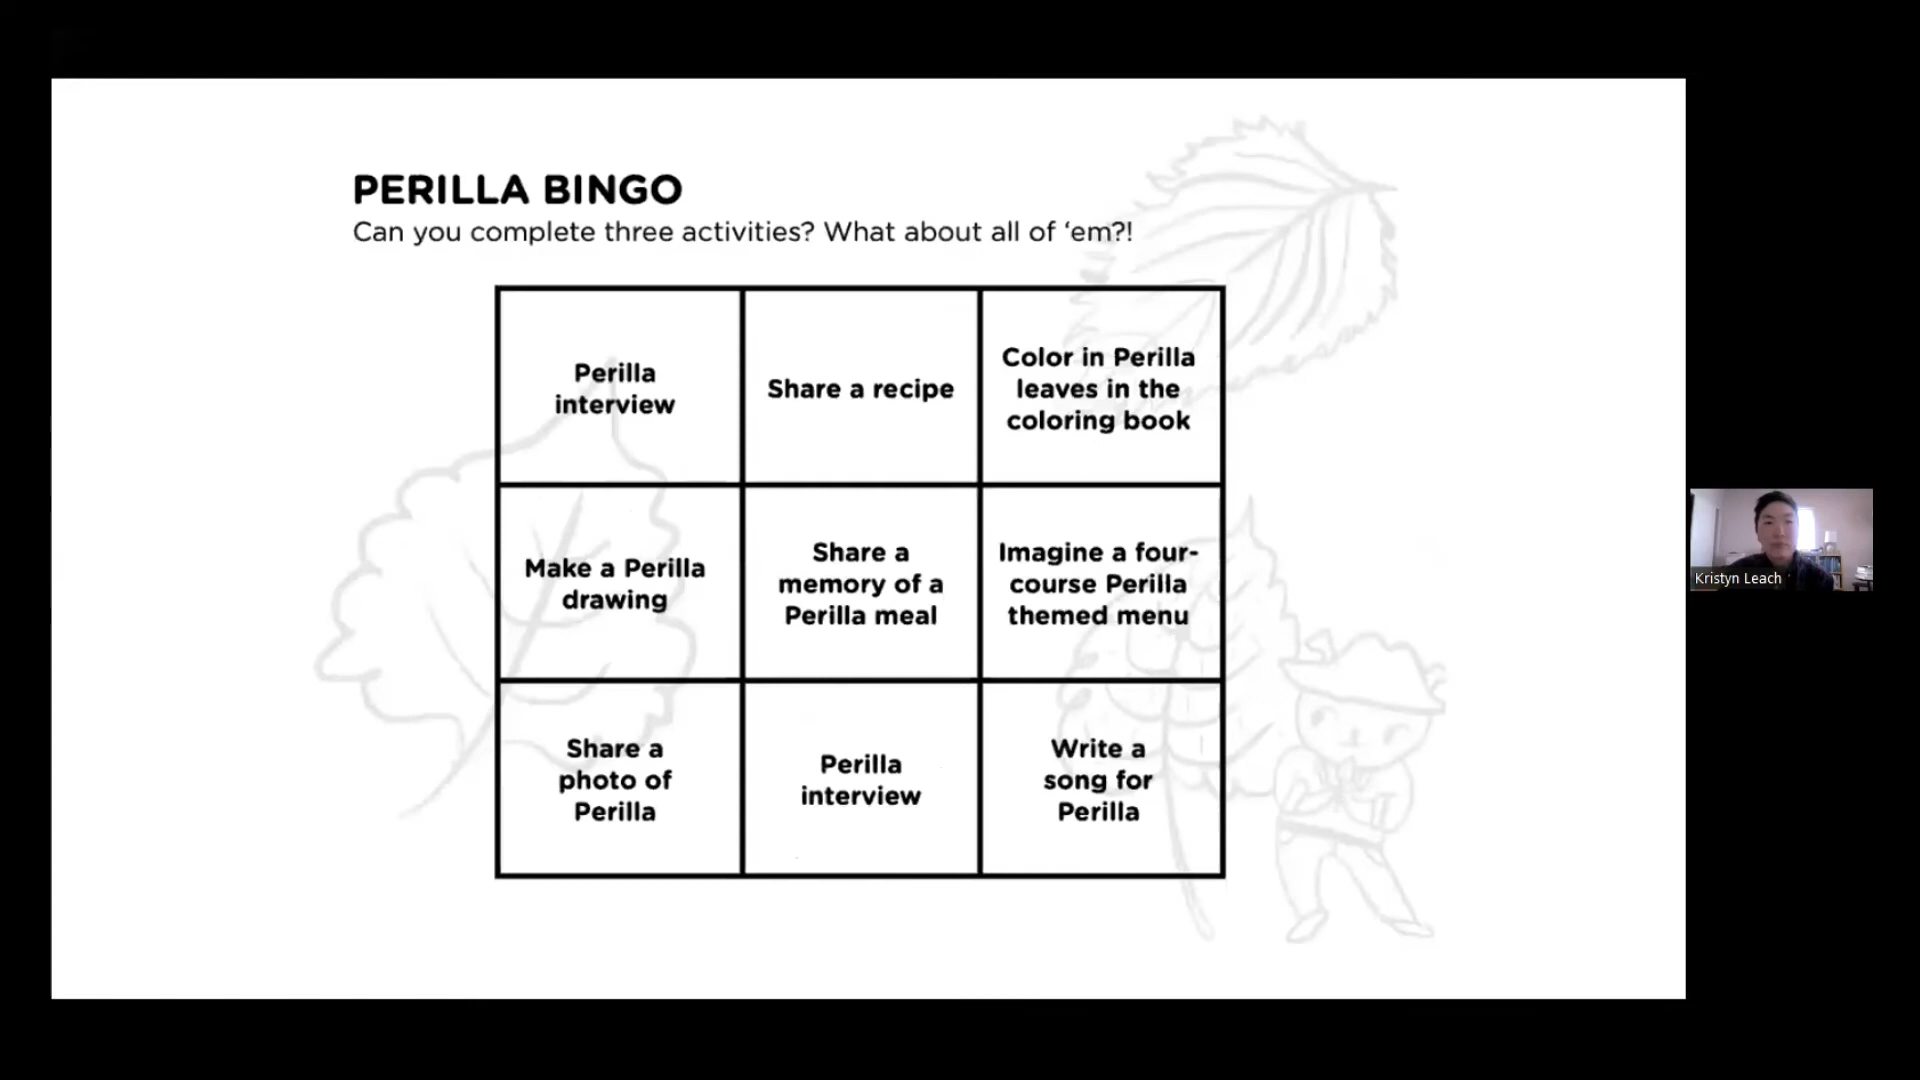 PERILLA BINGO
Can you complete three activities? What about all of ‘em?!
Perilla
interview
Share a recipe
Color in Perilla
leaves in the
coloring book
Make a Perilla
drawing
Share a
memory of a
Perilla meal
Imagine a four-
course Perilla
themed menu
Share a
photo of
Perilla
Perilla
interview
Write a
song for
Perilla
Kristyn Leach